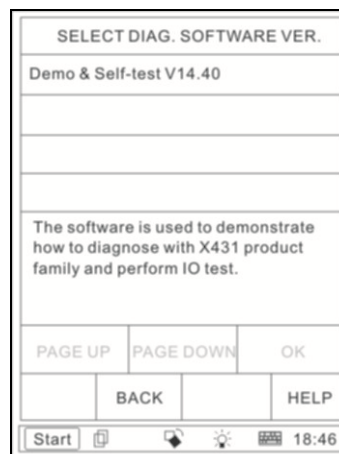 SELECT DIAG. SOFTWARE VER.
Demo & Self-test V14.40
The software is used to demonstrate
how to diagnose with X431 product
family and perform IO test.
PAGE UP PAGE DOWN OK
BACK HELP
Start 18:46